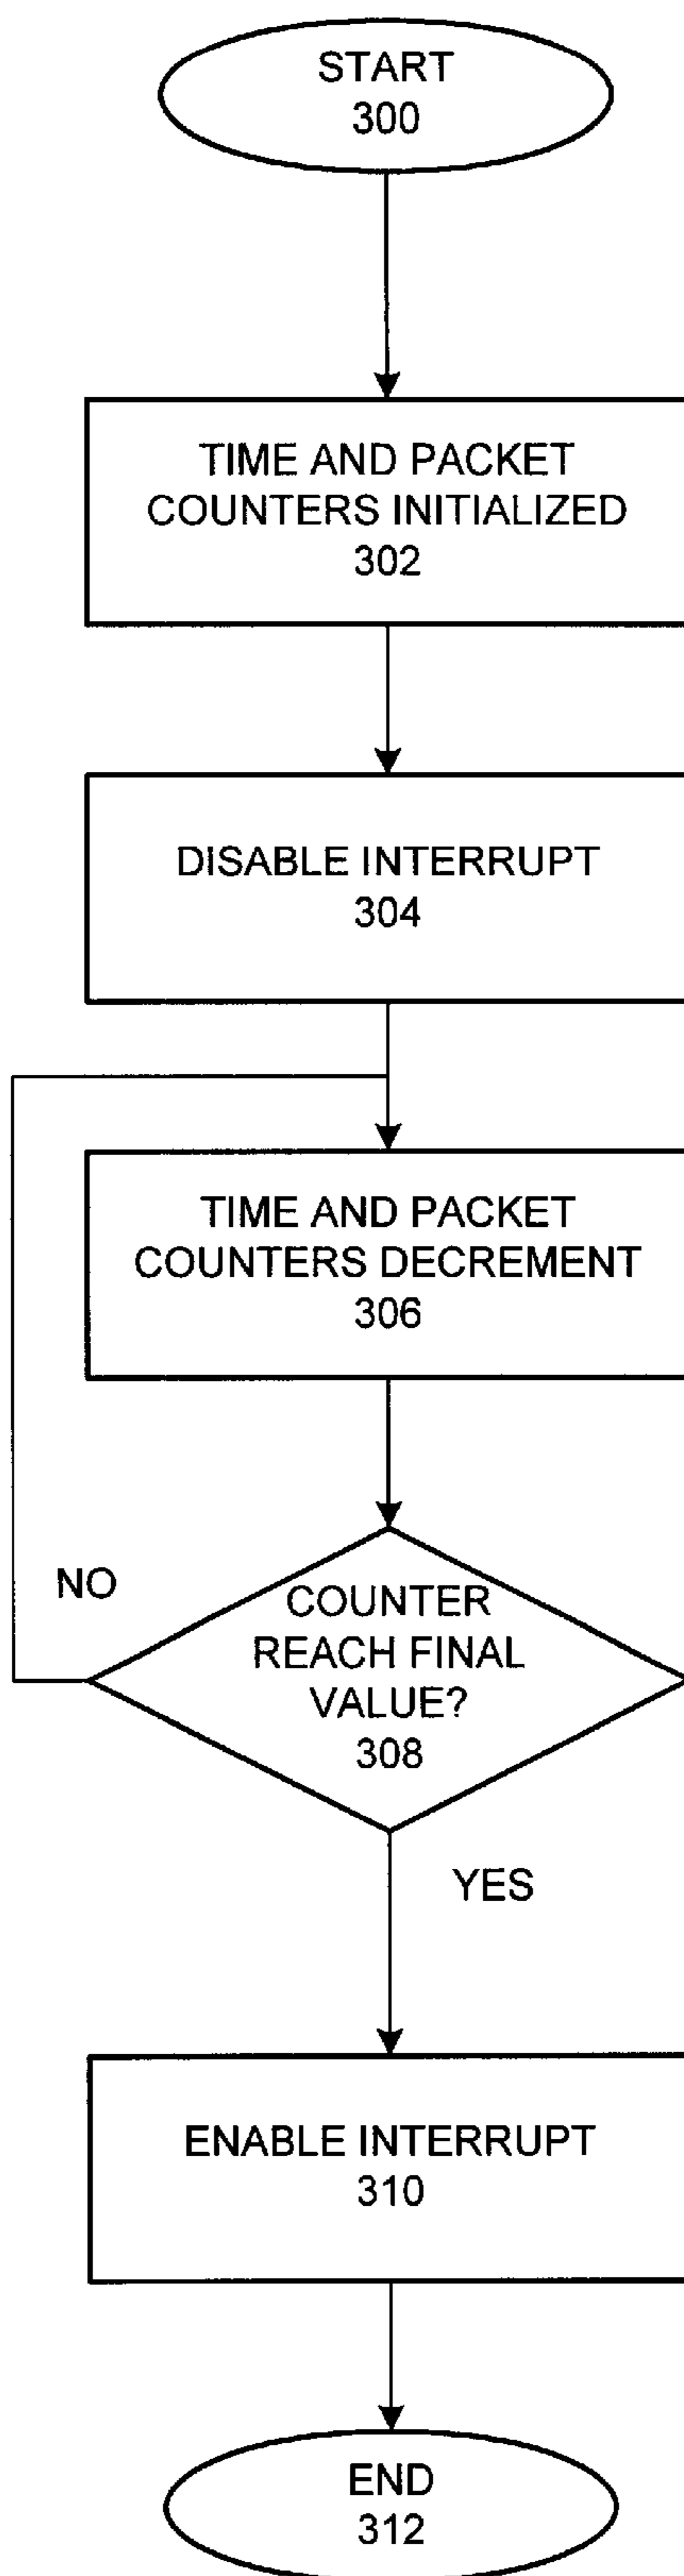 START
300
TIME AND PACKET
COUNTERS INITIALIZED
302
DISABLE INTERRUPT
304
TIME AND PACKET
COUNTERS DECREMENT
306
NO
COUNTER
REACH FINAL
VALUE?
308
YES
ENABLE INTERRUPT
310
END
312